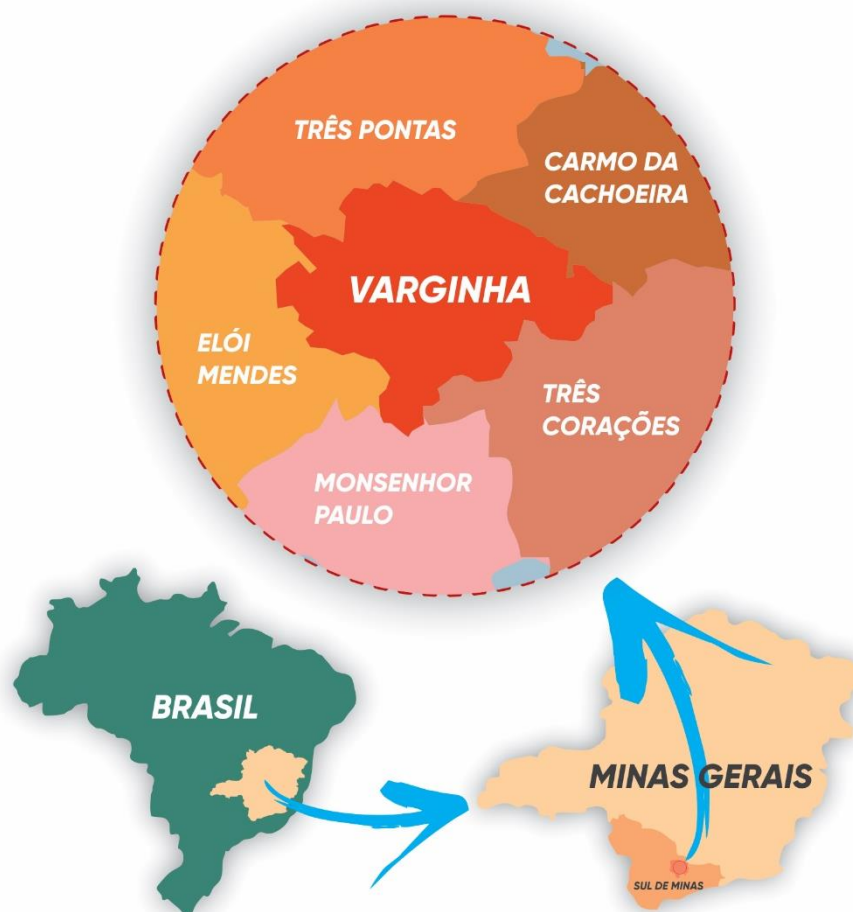 TRÊS PONTAS
CARMO DA
CACHOEIRA
VARGINHA
ELÓI
MENDES
TRÊS
CORAÇÕES
MONSENHOR
PAULO
BRASIL
MINAS GERAIS
SUL DE MINAS